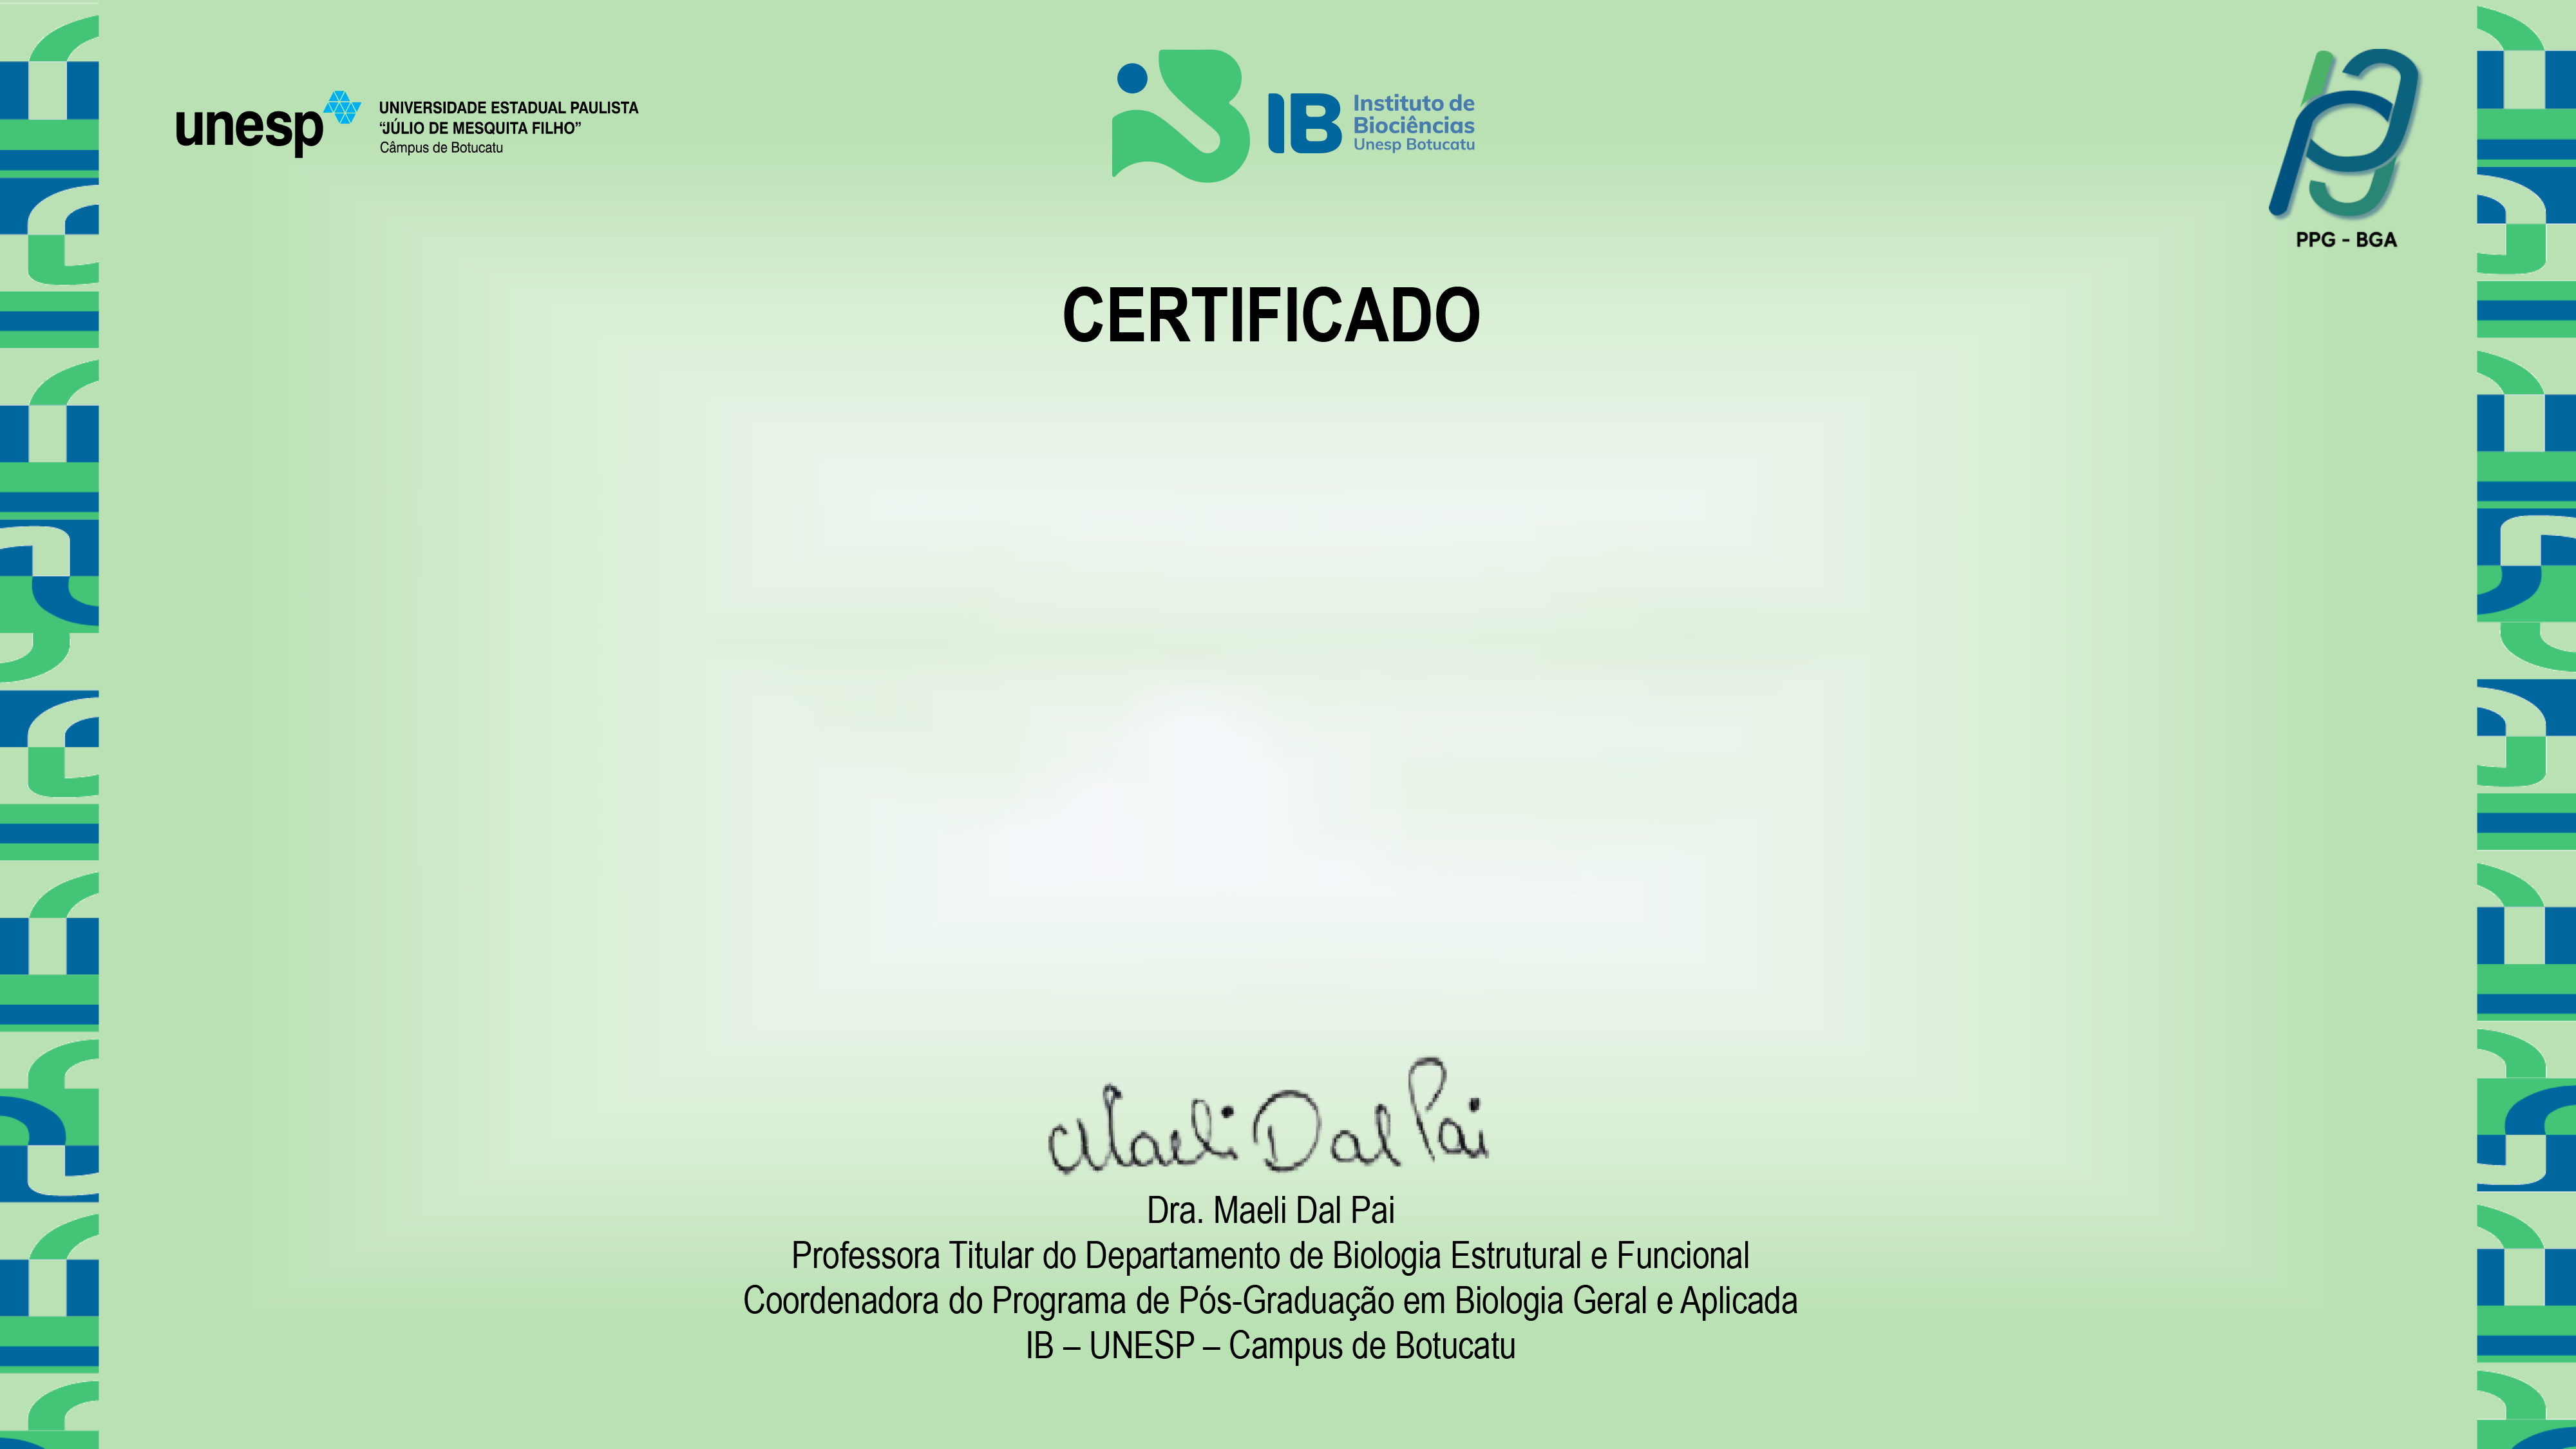 unesp
UNIVERSIDADE ESTADUAL PAULISTA
“JÚLIO DE MESQUITA FILHO”
Câmpus de Botucatu
IB
Instituto de
Biociências
Unesp Botucatu
PPG - BGA
CERTIFICADO
Maeli Dal Pai
Dra. Maeli Dal Pai
Professora Titular do Departamento de Biologia Estrutural e Funcional
Coordenadora do Programa de Pós-Graduação em Biologia Geral e Aplicada
IB – UNESP – Campus de Botucatu